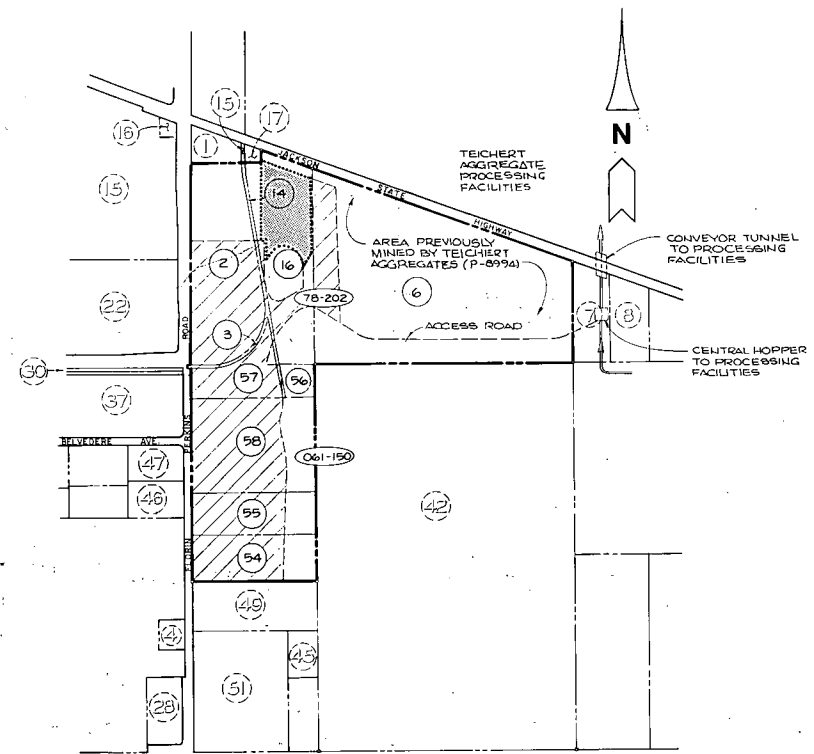 15
17
16
1
TEICHERT
AGGREGATE
PROCESSING
FACILITIES
N
JACKSON
STATE
HIGHWAY
15
14
AREA PREVIOUSLY
MINED BY TEICHERT
AGGREGATES (P-8994)
CONVEYOR TUNNEL
TO PROCESSING
FACILITIES
2
16
6
78-202
22
ROAD
7
8
3
ACCESS ROAD
CENTRAL HOPPER
TO PROCESSING
FACILITIES
30
57
56
37
PERKINS
BELVEDERE AVE.
58
47
061-150
46
42
55
FLORIN
54
49
4
45
51
28